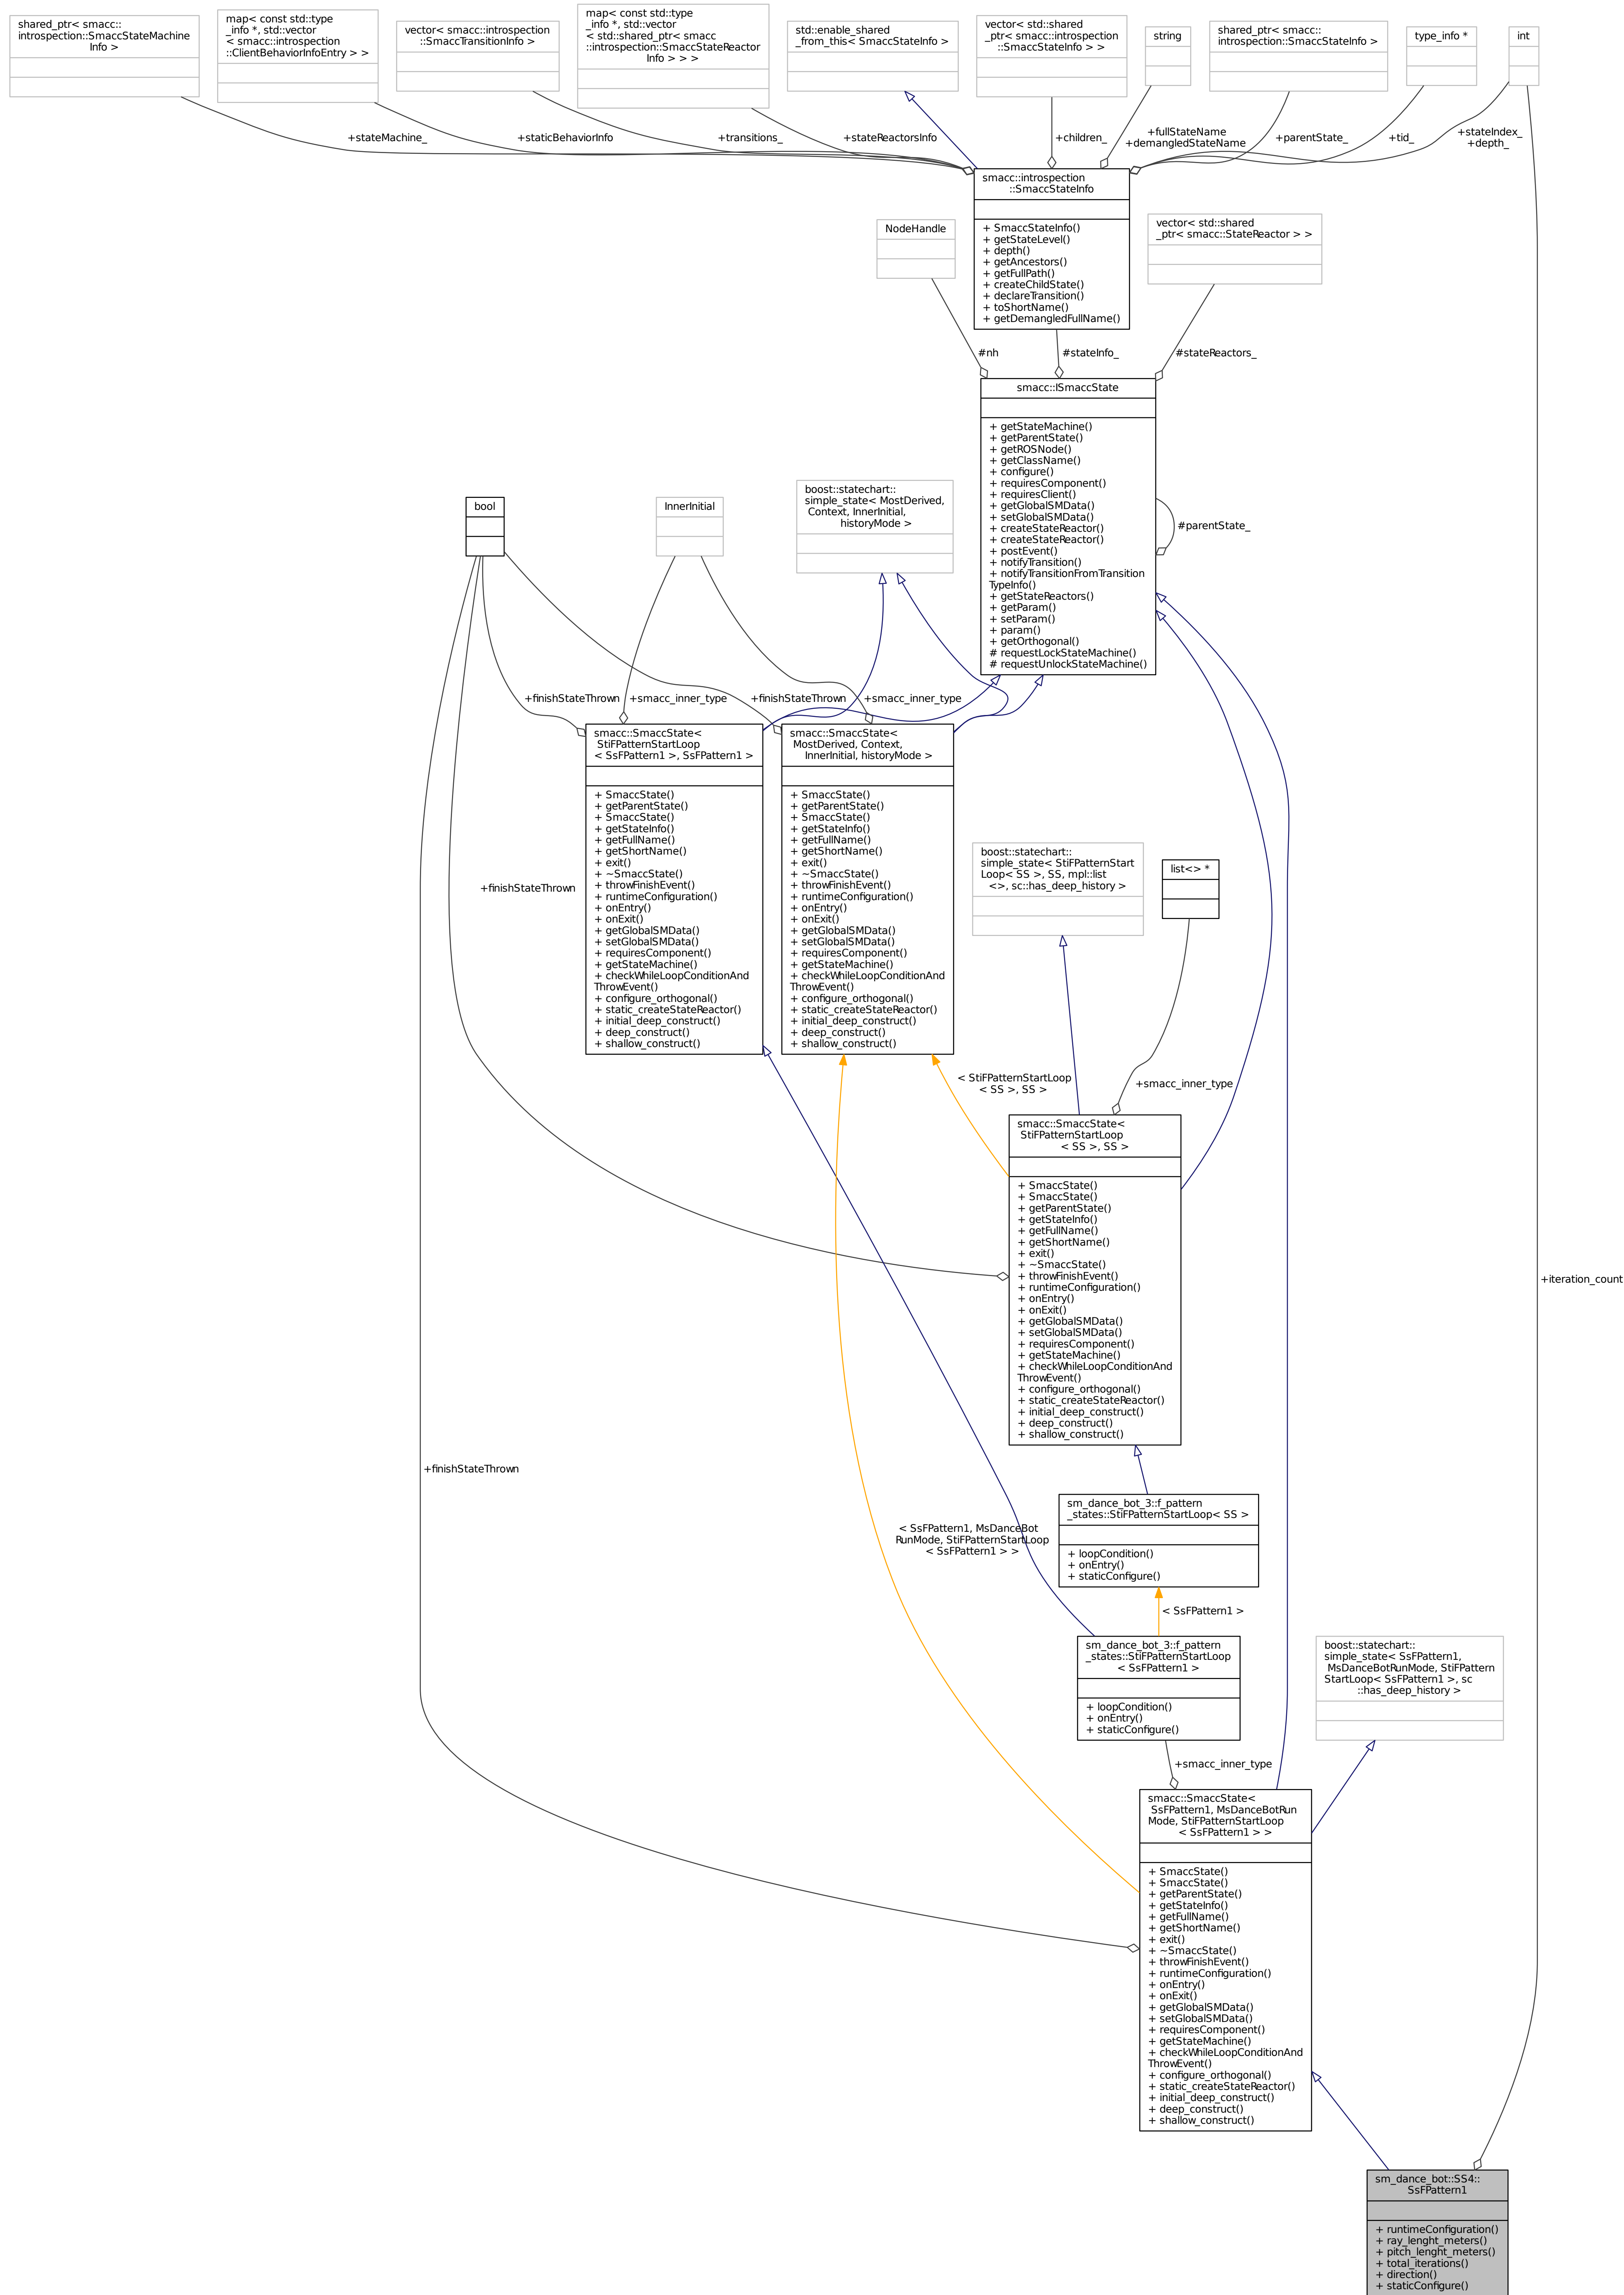 shared_ptr< smacc::
introspection::SmaccStateMachine
Info >
map< const std::type
_info *, std::vector
< smacc::introspection
::ClientBehaviorInfoEntry > >
vector< smacc::introspection
::SmaccTransitionInfo >
map< const std::type
_info *, std::vector
< std::shared_ptr< smacc
::introspection::SmaccStateReactor
Info > > >
std::enable_shared
_from_this< SmaccStateInfo >
vector< std::shared
_ptr< smacc::introspection
::SmaccStateInfo > >
string
shared_ptr< smacc::
introspection::SmaccStateInfo >
type_info *
int
+stateMachine_
+staticBehaviorInfo
+transitions_
+stateReactorsInfo
+children_
+fullStateName
+demangledStateName
+parentState_
+tid_
+stateIndex_
+depth_
smacc::introspection
::SmaccStateInfo
+ SmaccStateInfo()
+ getStateLevel()
+ depth()
+ getAncestors()
+ getFullPath()
+ createChildState()
+ declareTransition()
+ toShortName()
+ getDemangledFullName()
NodeHandle
vector< std::shared
_ptr< smacc::StateReactor > >
#nh
#stateInfo_
#stateReactors_
smacc::ISmaccState
+ getStateMachine()
+ getParentState()
+ getROSNode()
+ getClassName()
+ configure()
+ requiresComponent()
+ requiresClient()
+ getGlobalSMData()
+ setGlobalSMData()
+ createStateReactor()
+ createStateReactor()
+ postEvent()
+ notifyTransition()
+ notifyTransitionFromTransition
TypeInfo()
+ getStateReactors()
+ getParam()
+ setParam()
+ param()
+ getOrthogonal()
# requestLockStateMachine()
# requestUnlockStateMachine()
#parentState_
bool
InnerInitial
boost::statechart::
simple_state< MostDerived,
Context, InnerInitial,
historyMode >
+finishStateThrown
+smacc_inner_type
+finishStateThrown
+smacc_inner_type
smacc::SmaccState<
StiFPatternStartLoop
< SsFPattern1 >, SsFPattern1 >
+ SmaccState()
+ getParentState()
+ SmaccState()
+ getStateInfo()
+ getFullName()
+ getShortName()
+ exit()
+ ~SmaccState()
+ throwFinishEvent()
+ runtimeConfiguration()
+ onEntry()
+ onExit()
+ getGlobalSMData()
+ setGlobalSMData()
+ requiresComponent()
+ getStateMachine()
+ checkWhileLoopConditionAnd
ThrowEvent()
+ configure_orthogonal()
+ static_createStateReactor()
+ initial_deep_construct()
+ deep_construct()
+ shallow_construct()
smacc::SmaccState<
MostDerived, Context,
InnerInitial, historyMode >
+ SmaccState()
+ getParentState()
+ SmaccState()
+ getStateInfo()
+ getFullName()
+ getShortName()
+ exit()
+ ~SmaccState()
+ throwFinishEvent()
+ runtimeConfiguration()
+ onEntry()
+ onExit()
+ getGlobalSMData()
+ setGlobalSMData()
+ requiresComponent()
+ getStateMachine()
+ checkWhileLoopConditionAnd
ThrowEvent()
+ configure_orthogonal()
+ static_createStateReactor()
+ initial_deep_construct()
+ deep_construct()
+ shallow_construct()
+finishStateThrown
boost::statechart::
simple_state< StiFPatternStart
Loop< SS >, SS, mpl::list
<>, sc::has_deep_history >
list<> *
< StiFPatternStartLoop
< SS >, SS >
+smacc_inner_type
smacc::SmaccState<
StiFPatternStartLoop
< SS >, SS >
+ SmaccState()
+ SmaccState()
+ getParentState()
+ getStateInfo()
+ getFullName()
+ getShortName()
+ exit()
+ ~SmaccState()
+ throwFinishEvent()
+ runtimeConfiguration()
+ onEntry()
+ onExit()
+ getGlobalSMData()
+ setGlobalSMData()
+ requiresComponent()
+ getStateMachine()
+ checkWhileLoopConditionAnd
ThrowEvent()
+ configure_orthogonal()
+ static_createStateReactor()
+ initial_deep_construct()
+ deep_construct()
+ shallow_construct()
+iteration_count
+finishStateThrown
sm_dance_bot_3::f_pattern
_states::StiFPatternStartLoop< SS >
+ loopCondition()
+ onEntry()
+ staticConfigure()
< SsFPattern1, MsDanceBot
RunMode, StiFPatternStartLoop
< SsFPattern1 > >
< SsFPattern1 >
sm_dance_bot_3::f_pattern
_states::StiFPatternStartLoop
< SsFPattern1 >
+ loopCondition()
+ onEntry()
+ staticConfigure()
boost::statechart::
simple_state< SsFPattern1,
MsDanceBotRunMode, StiFPattern
StartLoop< SsFPattern1 >, sc
::has_deep_history >
+smacc_inner_type
smacc::SmaccState<
SsFPattern1, MsDanceBotRun
Mode, StiFPatternStartLoop
< SsFPattern1 > >
+ SmaccState()
+ SmaccState()
+ getParentState()
+ getStateInfo()
+ getFullName()
+ getShortName()
+ exit()
+ ~SmaccState()
+ throwFinishEvent()
+ runtimeConfiguration()
+ onEntry()
+ onExit()
+ getGlobalSMData()
+ setGlobalSMData()
+ requiresComponent()
+ getStateMachine()
+ checkWhileLoopConditionAnd
ThrowEvent()
+ configure_orthogonal()
+ static_createStateReactor()
+ initial_deep_construct()
+ deep_construct()
+ shallow_construct()
sm_dance_bot::SS4::
SsFPattern1
+ runtimeConfiguration()
+ ray_lenght_meters()
+ pitch_lenght_meters()
+ total_iterations()
+ direction()
+ staticConfigure()